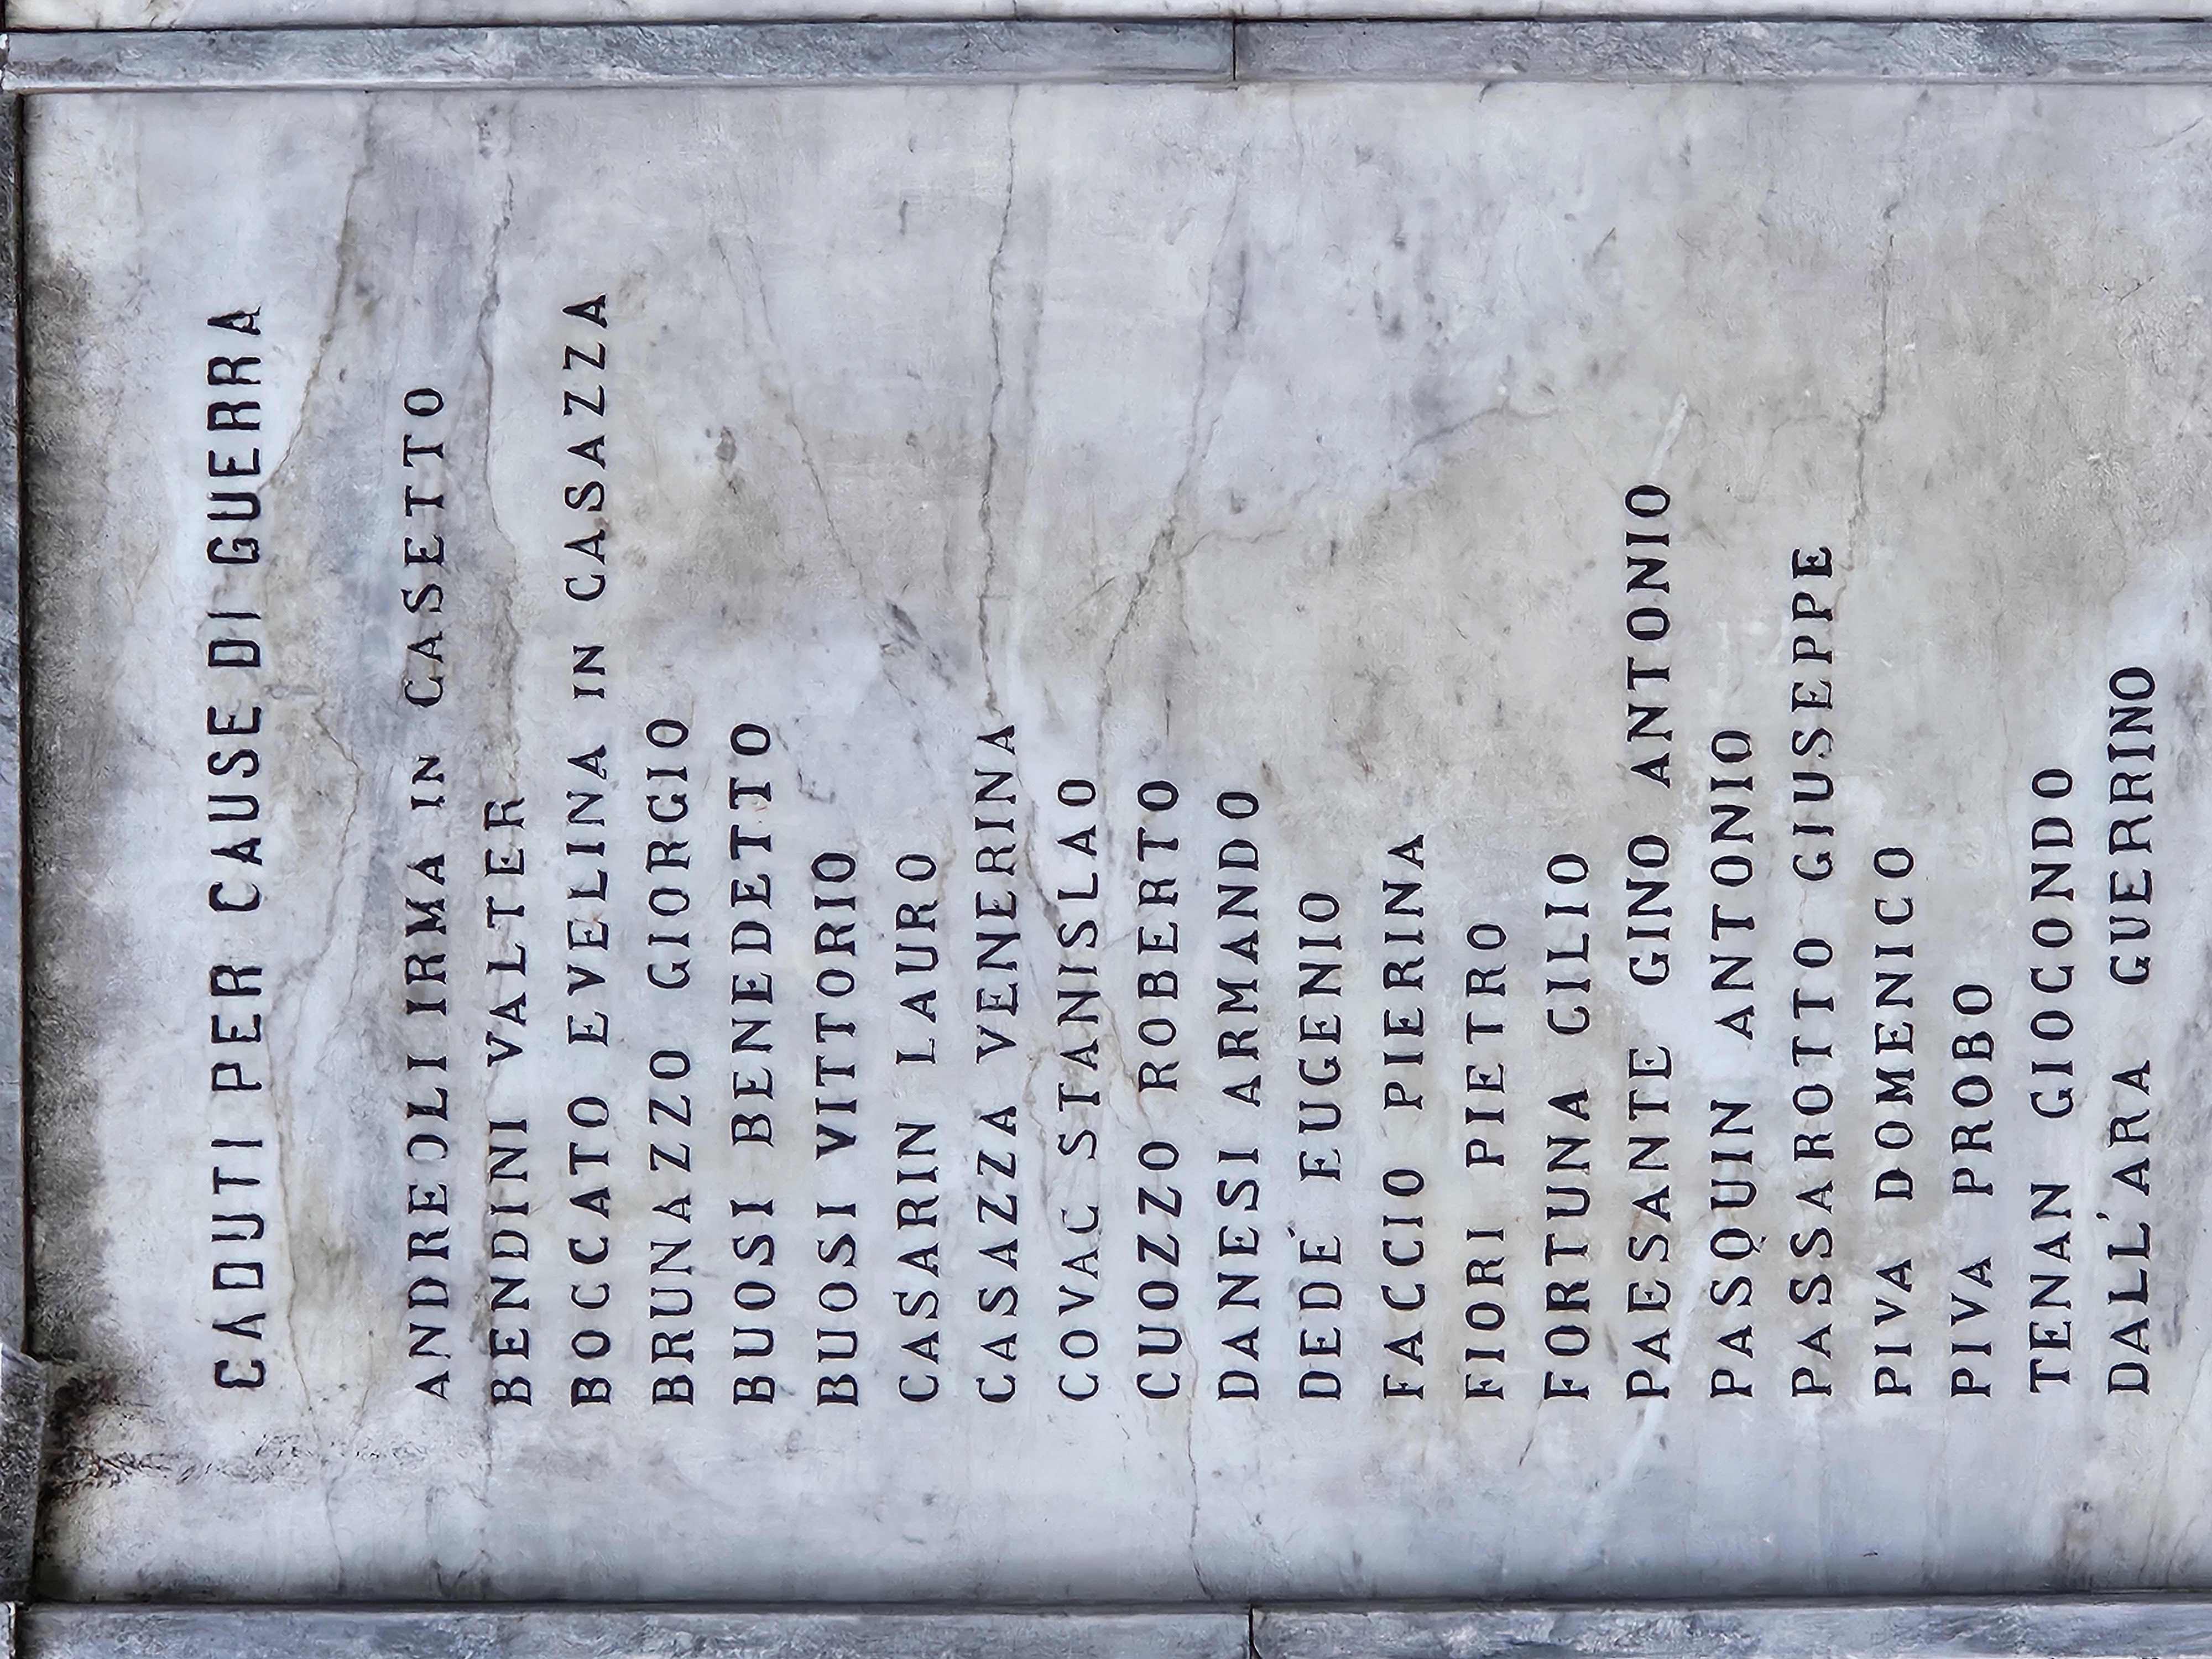 CADUTI PER CAUSE DI GUERRA
ANDREOLI IRMA IN CASETTO
BENDINI VALTER
BOCCATO EVELINA IN CASAZZA
BRUNAZZO GIORGIO
BUOSI BENEDETTO
BUOSI VITTORIO
CASARIN LAURO
CASAZZA VENERINA
COVAC STANISLAO
CUOZZO ROBERTO
DANESI ARMANDO
DEDE' EUGENIO
FACCIO PIERINA
FIORI PIETRO
FORTUNA GILIO
PAESANTE GINO ANTONIO
PASQUIN ANTONIO
PASSAROTTO GIUSEPPE
PIVA DOMENICO
PIVA PROBO
TENAN GIOCONDO
DALL'ARA GUERRINO